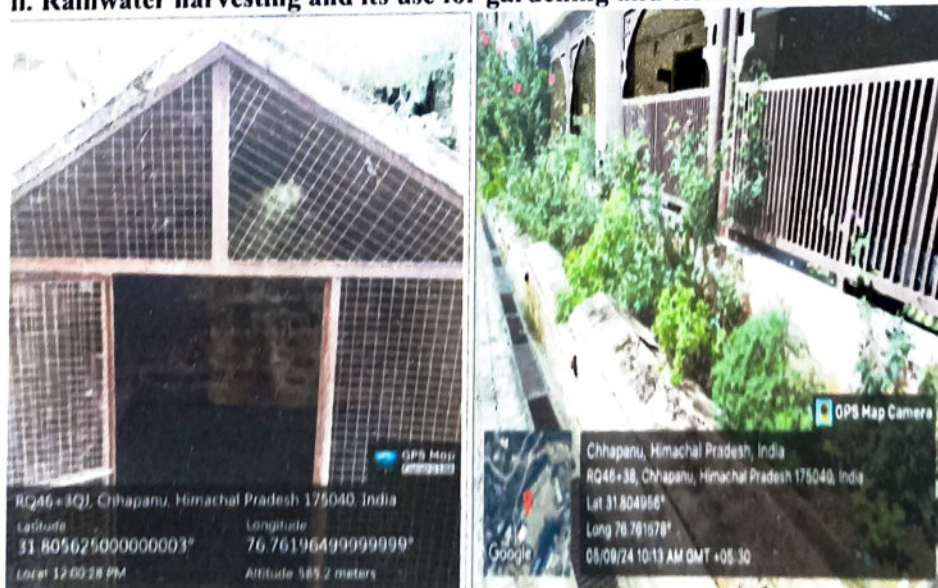 n. Rainwater harvesting and its use for gardening and
GPS Map
RQ46+3QJ, Chhapanu, Himachal Pradesh 175040, India
Latitude
31.805625000000003°
Longitude
76.76196499999999°
Local 12:00:28 PM
Altitude 585.2 meters
GPS Map Camera
Chhapanu, Himachal Pradesh, India
RQ46+38, Chhapanu, Himachal Pradesh 175040, India
Lat 31.804956°
Long 76.761578°
05/09/24 10:13 AM GMT +05:30
Google